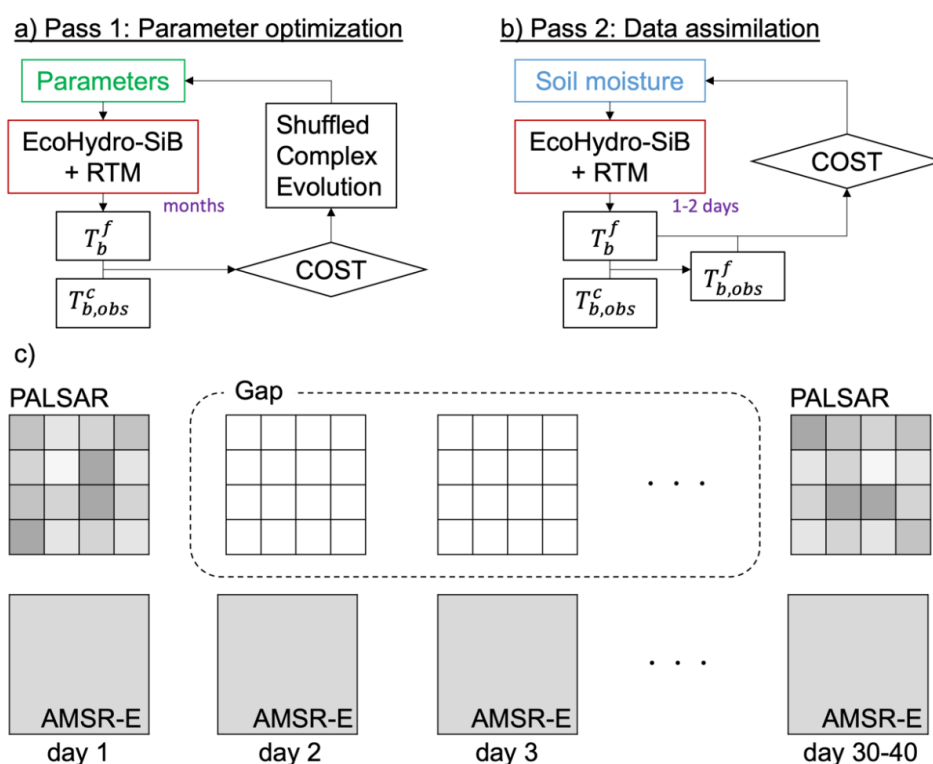 a) Pass 1: Parameter optimization
Parameters
EcoHydro-SiB
+ RTM
months
T_b^f
T_{b,obs}^c
Shuffled
Complex
Evolution
COST
b) Pass 2: Data assimilation
Soil moisture
EcoHydro-SiB
+ RTM
1-2 days
T_b^f
T_{b,obs}^c
T_{b,obs}^f
COST
c)
PALSAR
Gap
PALSAR
. . .
AMSR-E
AMSR-E
AMSR-E
. . .
AMSR-E
day 1
day 2
day 3
day 30-40